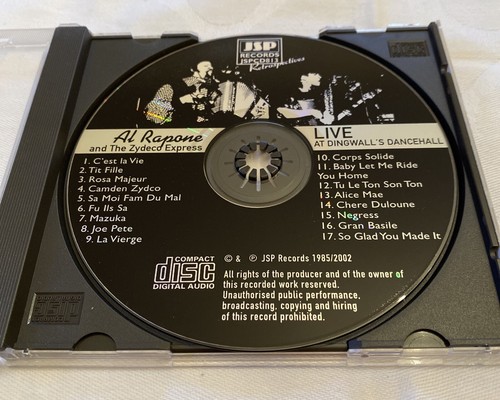 JSP
RECORDS
JSPCD813
Retrospectives
Al Rapone
and The Zydeco Express
LIVE
AT DINGWALL'S DANCEHALL
1. C'est la Vie
2. Tit Fille
3. Rosa Majeur
4. Camden Zydco
5. Sa Moi Fam Du Mal
6. Fu Ils Sa
7. Mazuka
8. Joe Pete
9. La Vierge
10. Corps Solide
11. Baby Let Me Ride
You Home
12. Tu Le Ton Son Ton
13. Alice Mae
14. Chere Duloune
15. Negress
16. Gran Basile
17. So Glad You Made It
COMPACT
disc
DIGITAL AUDIO
© & ℗ JSP Records 1985/2002
All rights of the producer and of the owner of
this recorded work reserved.
Unauthorised public performance,
broadcasting, copying and hiring
of this record prohibited.